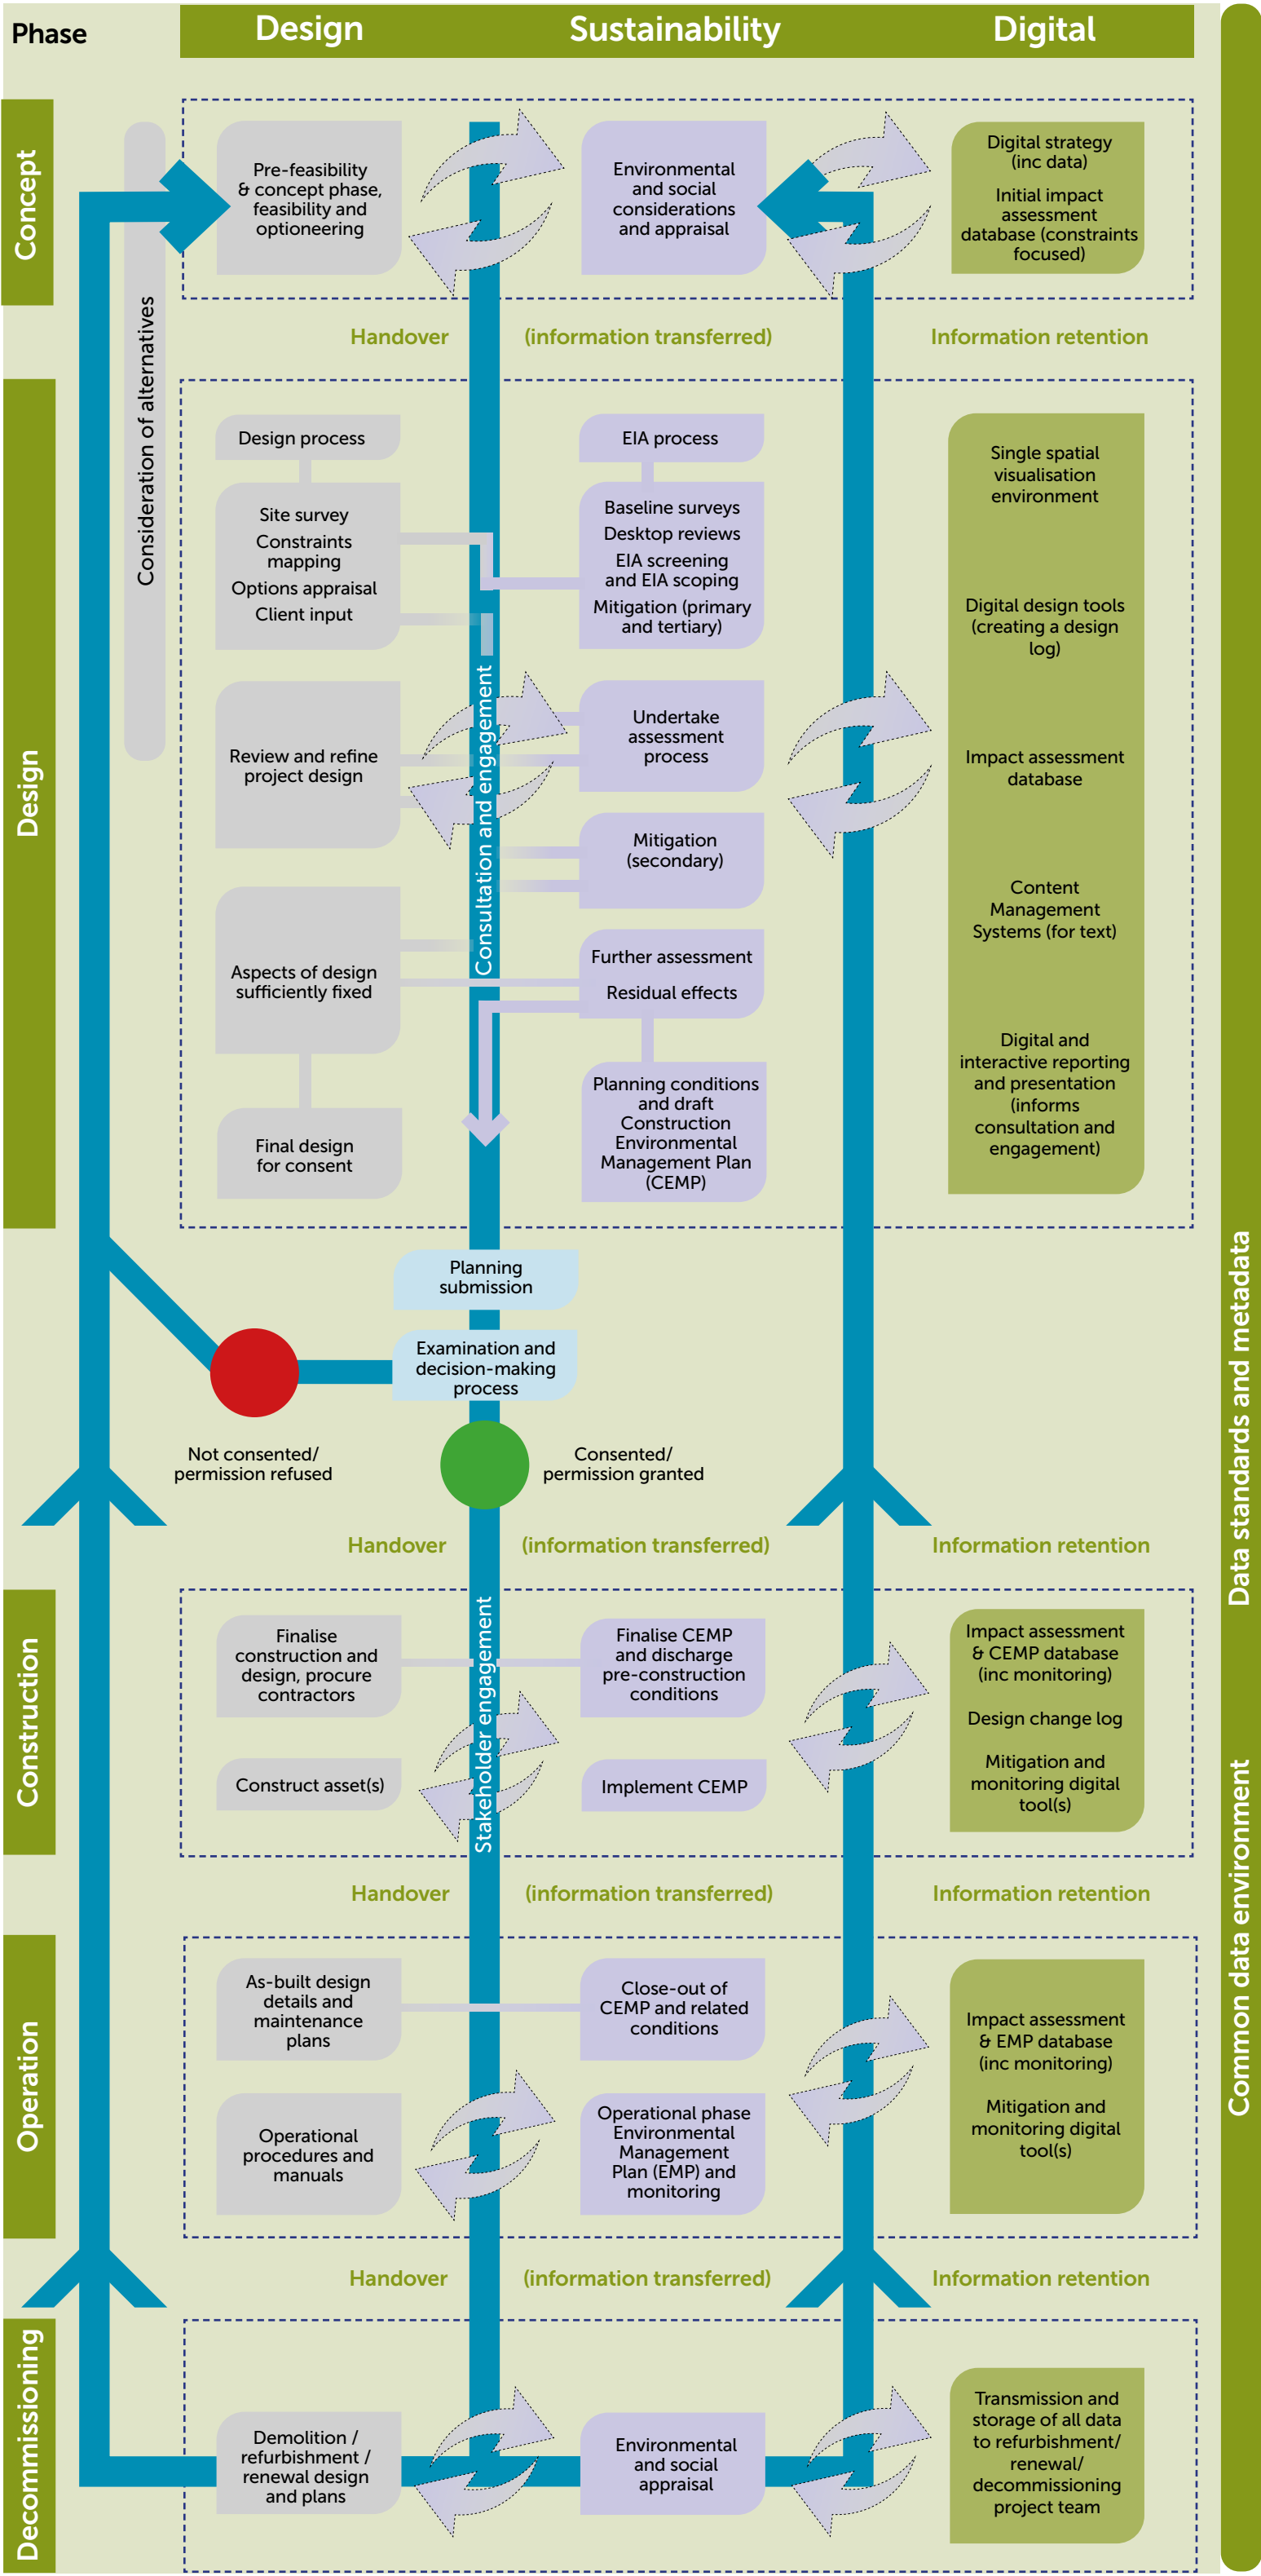 Phase
Design
Sustainability
Digital
Concept
Consideration of alternatives
Pre-feasibility
& concept phase,
feasibility and
optioneering
Environmental
and social
considerations
and appraisal
Digital strategy
(inc data)
Initial impact
assessment
database (constraints
focused)
Handover
(information transferred)
Information retention
Design
Design process
Site survey
Constraints
mapping
Options appraisal
Client input
Review and refine
project design
Aspects of design
sufficiently fixed
Final design
for consent
Consultation and engagement
EIA process
Baseline surveys
Desktop reviews
EIA screening
and EIA scoping
Mitigation (primary
and tertiary)
Undertake
assessment
process
Mitigation
(secondary)
Further assessment
Residual effects
Planning conditions
and draft
Construction
Environmental
Management Plan
(CEMP)
Single spatial
visualisation
environment
Digital design tools
(creating a design
log)
Impact assessment
database
Content
Management
Systems (for text)
Digital and
interactive reporting
and presentation
(informs
consultation and
engagement)
Planning
submission
Examination and
decision-making
process
Not consented/
permission refused
Consented/
permission granted
Handover
(information transferred)
Information retention
Construction
Finalise
construction and
design, procure
contractors
Construct asset(s)
Stakeholder engagement
Finalise CEMP
and discharge
pre-construction
conditions
Implement CEMP
Impact assessment
& CEMP database
(inc monitoring)
Design change log
Mitigation and
monitoring digital
tool(s)
Handover
(information transferred)
Information retention
Operation
As-built design
details and
maintenance
plans
Operational
procedures and
manuals
Close-out of
CEMP and related
conditions
Operational phase
Environmental
Management
Plan (EMP) and
monitoring
Impact assessment
& EMP database
(inc monitoring)
Mitigation and
monitoring digital
tool(s)
Handover
(information transferred)
Information retention
Decommissioning
Demolition /
refurbishment /
renewal design
and plans
Environmental
and social
appraisal
Transmission and
storage of all data
to refurbishment/
renewal/
decommissioning
project team
Data standards and metadata
Common data environment